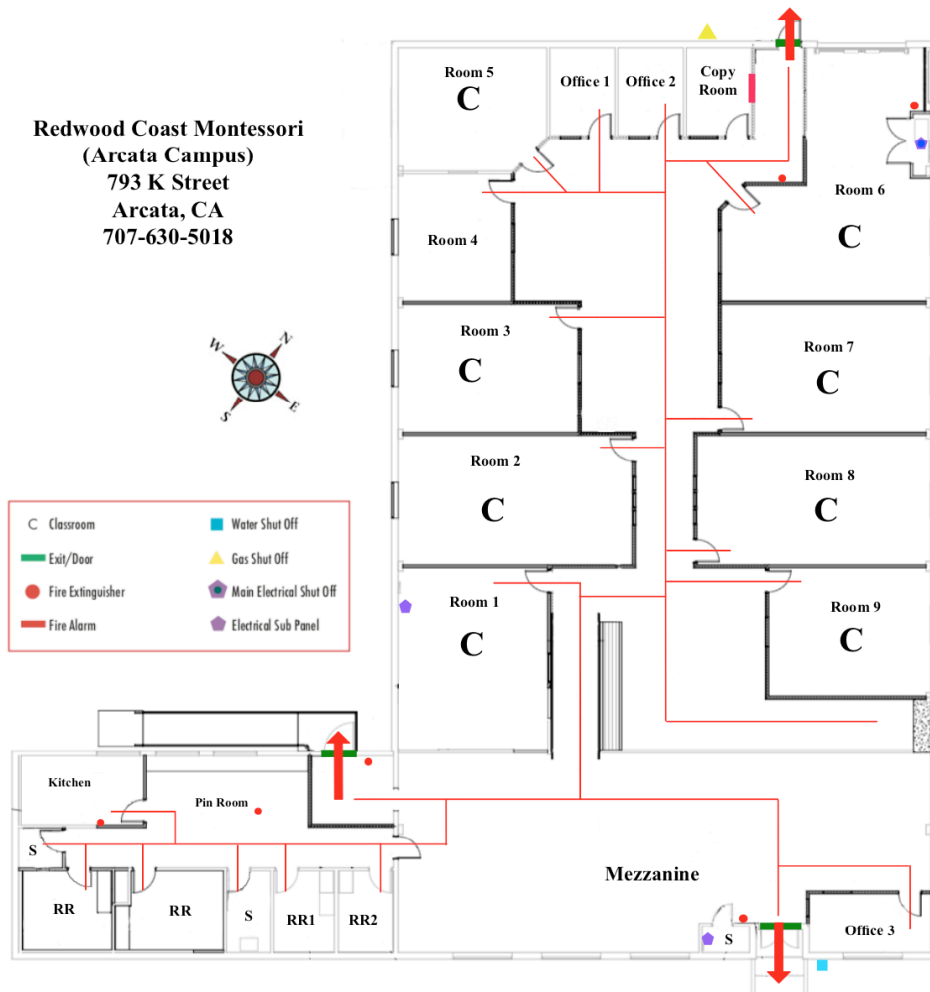 Redwood Coast Montessori
(Arcata Campus)
793 K Street
Arcata, CA
707-630-5018
Room 5
C
Office 1
Office 2
Copy
Room
Room 6
C
Room 4
Room 3
C
Room 7
C
Room 2
C
Room 8
C
Room 1
C
Room 9
C
W
N
S
E
C Classroom
Exit/Door
Fire Extinguisher
Fire Alarm
Water Shut Off
Gas Shut Off
Main Electrical Shut Off
Electrical Sub Panel
Kitchen
Pin Room
S
RR
RR
S
RR1
RR2
Mezzanine
S
Office 3